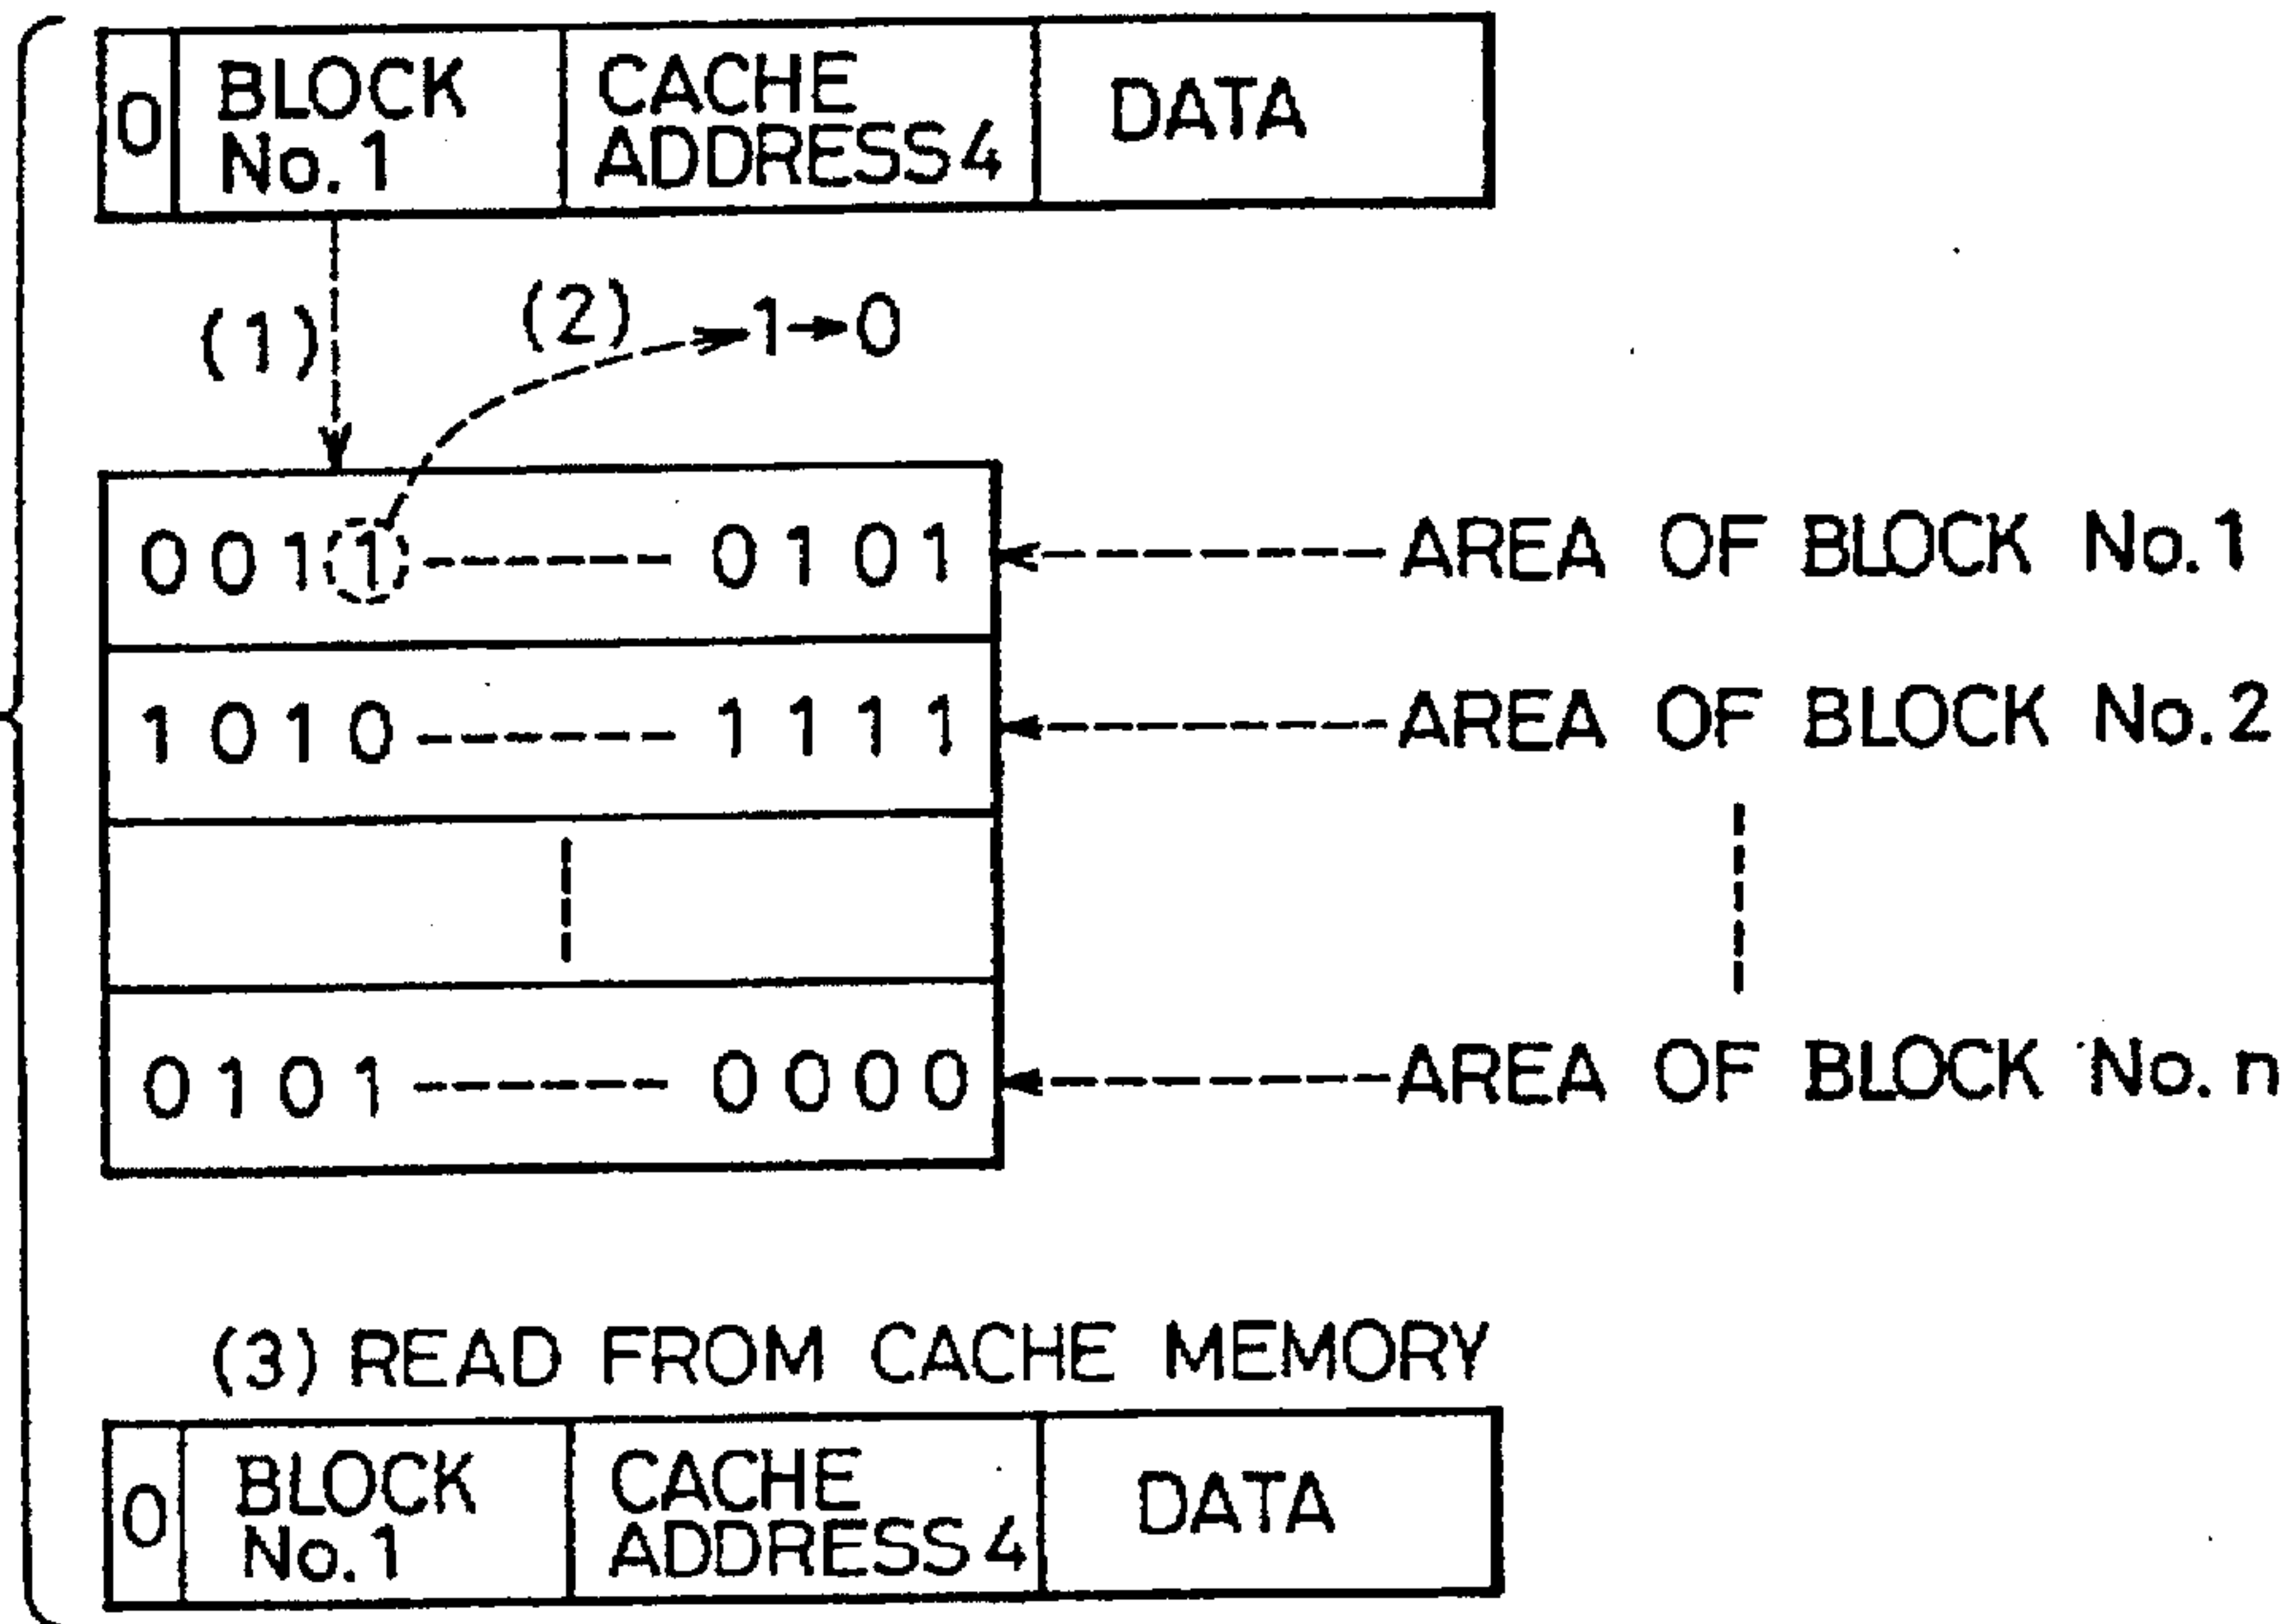 0
BLOCK
No.1
CACHE
ADDRESS4
DATA
(1)
(2)
1→0
0011------0101
AREA OF BLOCK No.1
1010------1111
AREA OF BLOCK No.2
0101------0000
AREA OF BLOCK No.n
(3) READ FROM CACHE MEMORY
0
BLOCK
No.1
CACHE
ADDRESS4
DATA